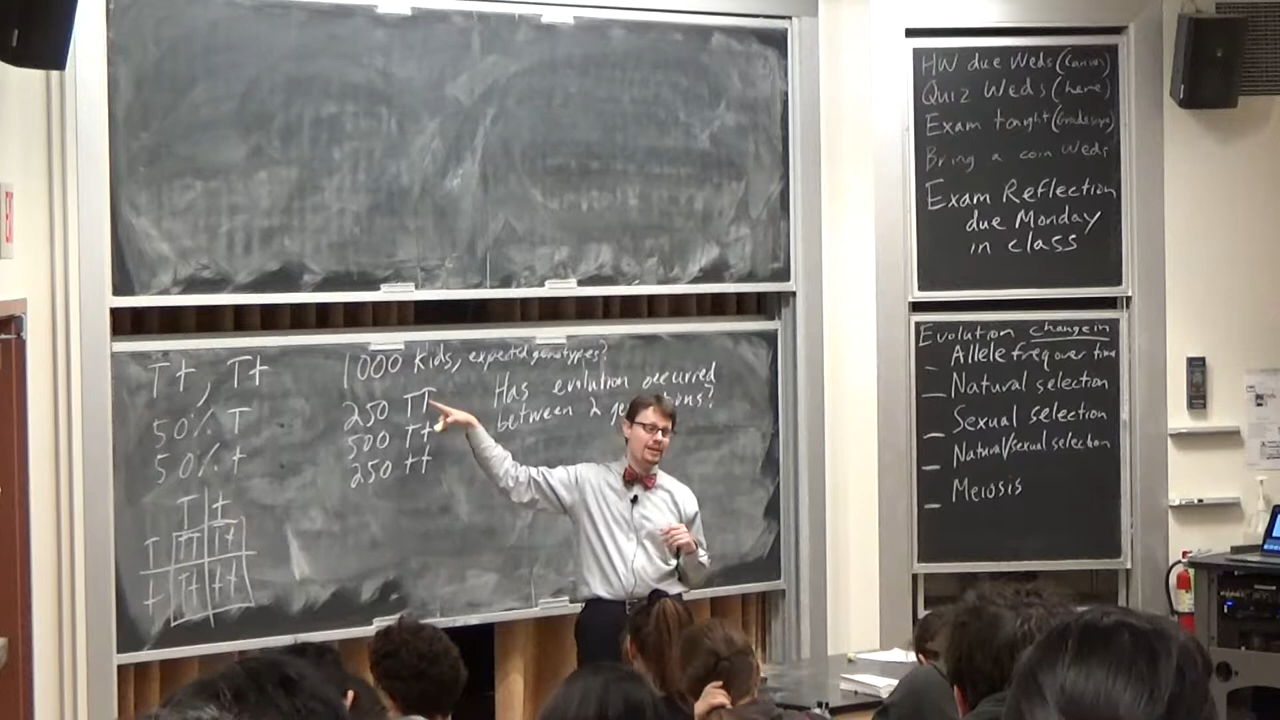 Tt, Tt
50% T
50% t
T t
T TT Tt
t Tt tt
1000 kids, expected genotypes?
250 TT
500 Tt
250 tt
Has evolution occurred
between 2
HW due Weds (Canvas)
Quiz Weds (here)
Exam tonght (Gradescope)
Bring a coin Weds
Exam Reflection
due Monday
in class
Evolution change in
Allele freq over time
- Natural selection
- Sexual selection
- Natural/sexual selection
- Meiosis